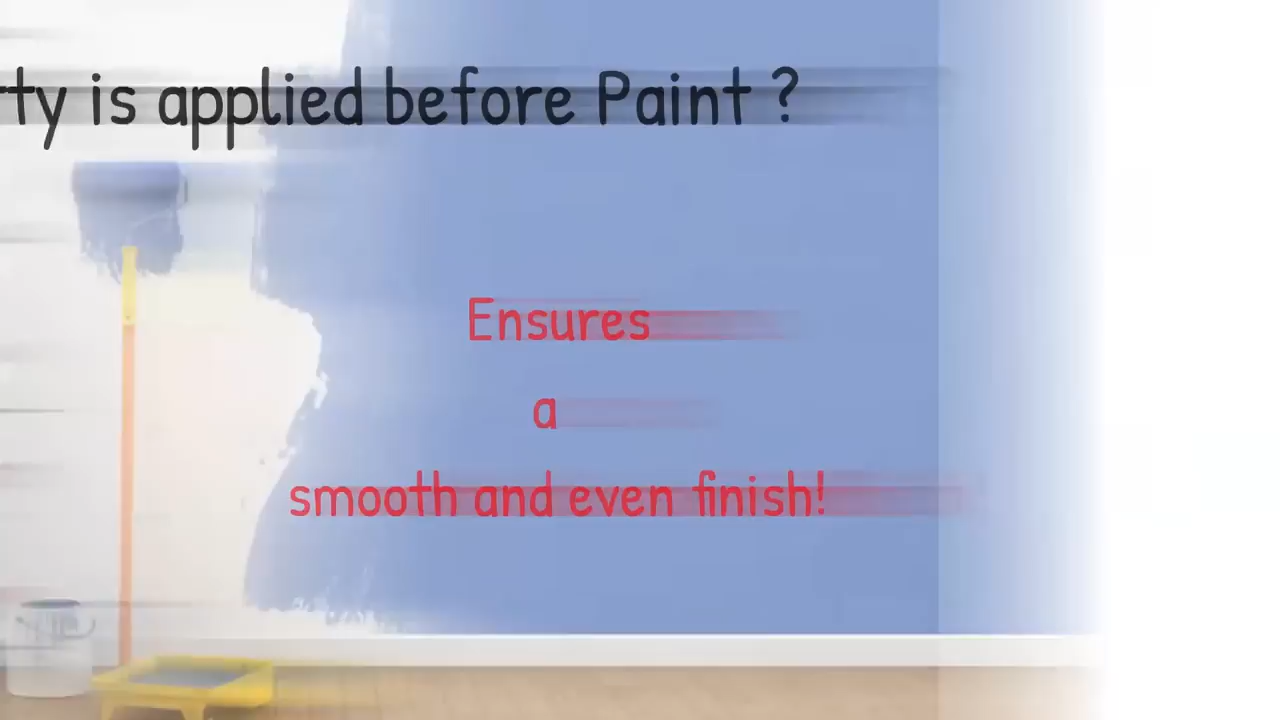 ty is applied before Paint ?
Ensures
a
smooth and even finish!